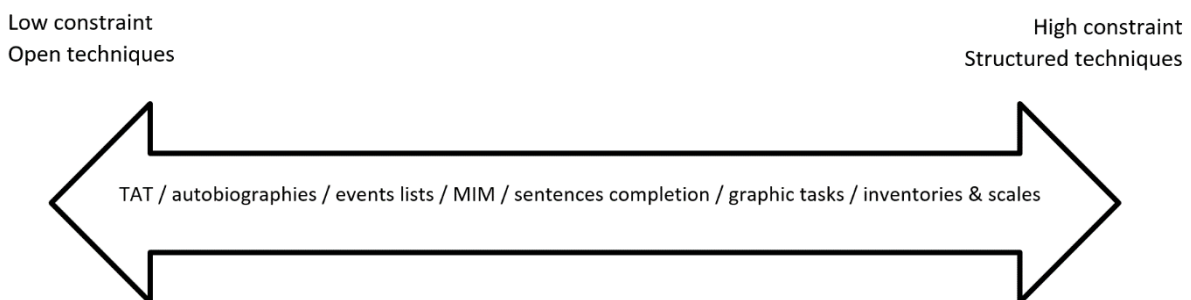 Low constraint
Open techniques
High constraint
Structured techniques
TAT / autobiographies / events lists / MIM / sentences completion / graphic tasks / inventories & scales